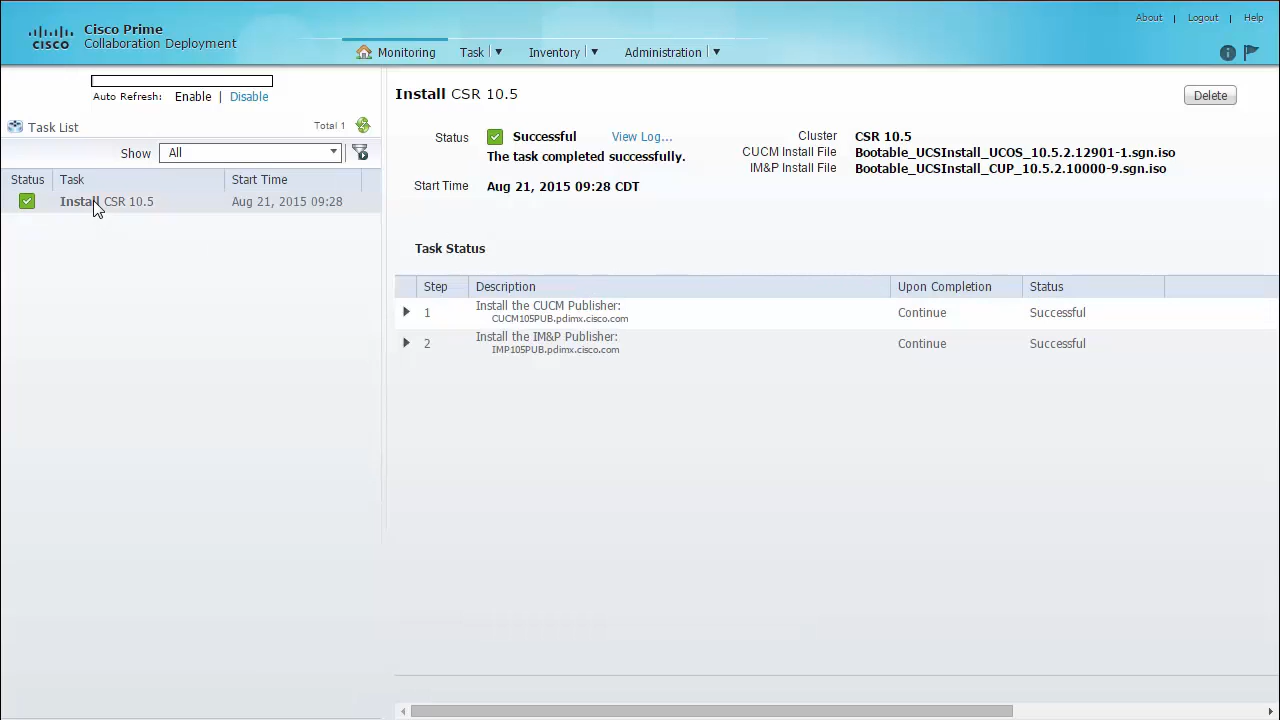 About | Logout | Help
CISCO
Cisco Prime
Collaboration Deployment
Monitoring Task Inventory Administration
Auto Refresh: Enable | Disable
Task List Total 1
Show All
Status Task Start Time
Install CSR 10.5 Aug 21, 2015 09:28
Install CSR 10.5
Delete
Status Successful View Log...
The task completed successfully.
Start Time Aug 21, 2015 09:28 CDT
Cluster CSR 10.5
CUCM Install File Bootable_UCSInstall_UCOS_10.5.2.12901-1.sgn.iso
IM&P Install File Bootable_UCSInstall_CUP_10.5.2.10000-9.sgn.iso
Task Status
Step Description Upon Completion Status
1 Install the CUCM Publisher: Continue Successful
CUCM105PUB.pdimx.cisco.com
2 Install the IM&P Publisher: Continue Successful
IMP105PUB.pdimx.cisco.com